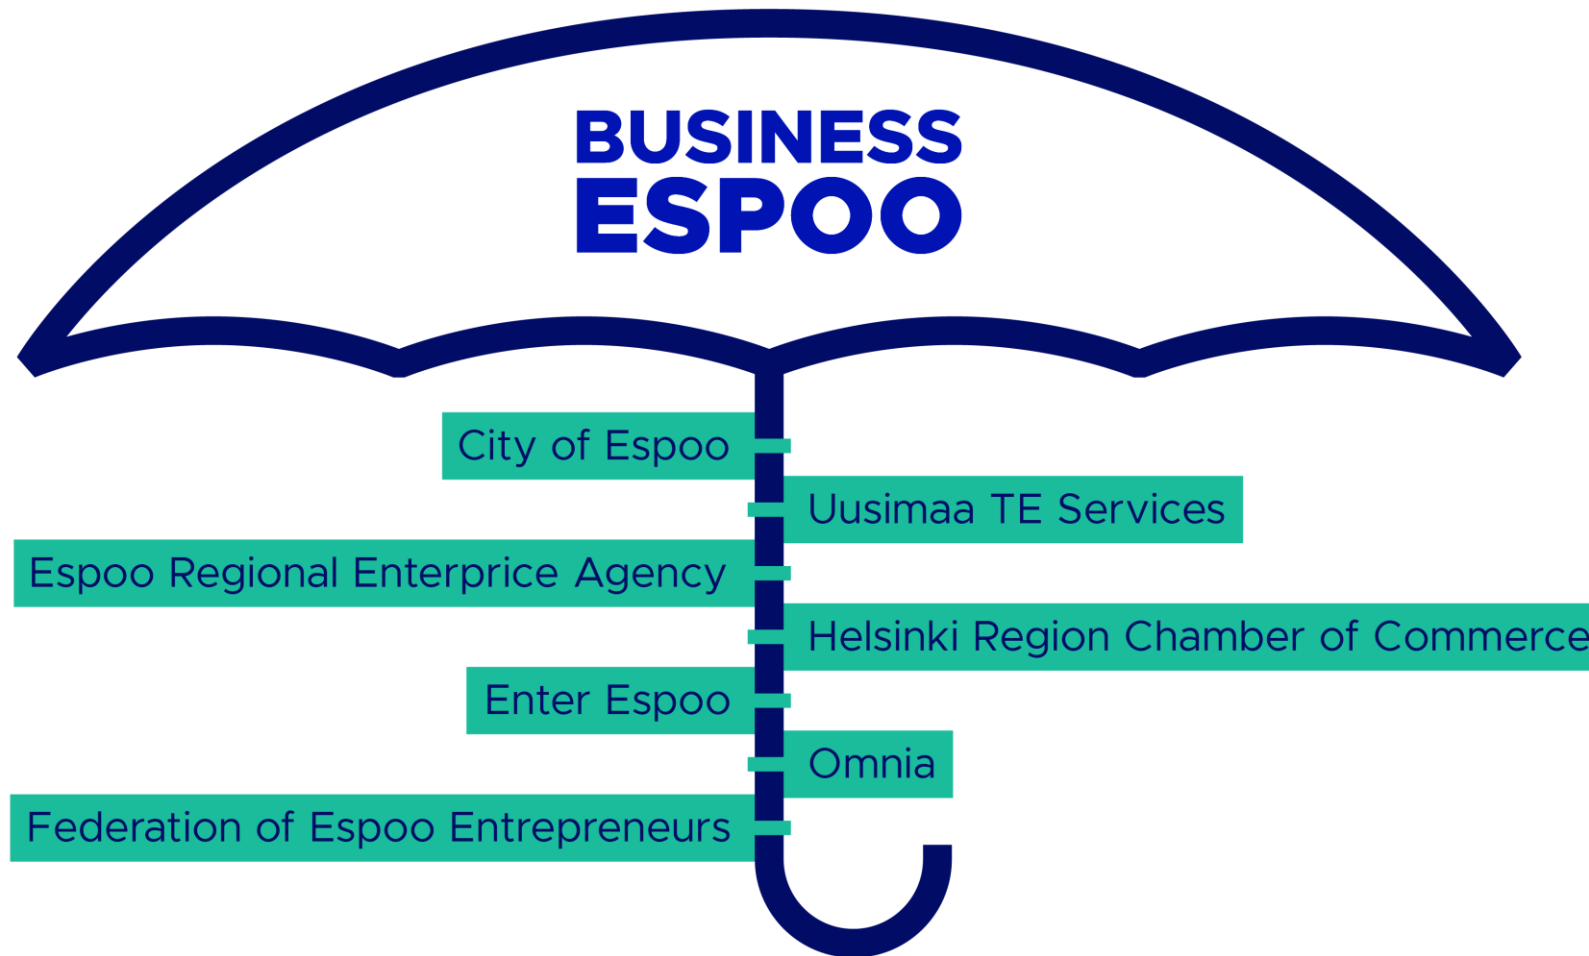 BUSINESS
ESPOO
City of Espoo
Uusimaa TE Services
Espoo Regional Enterprice Agency
Helsinki Region Chamber of Commerce
Enter Espoo
Omnia
Federation of Espoo Entrepreneurs